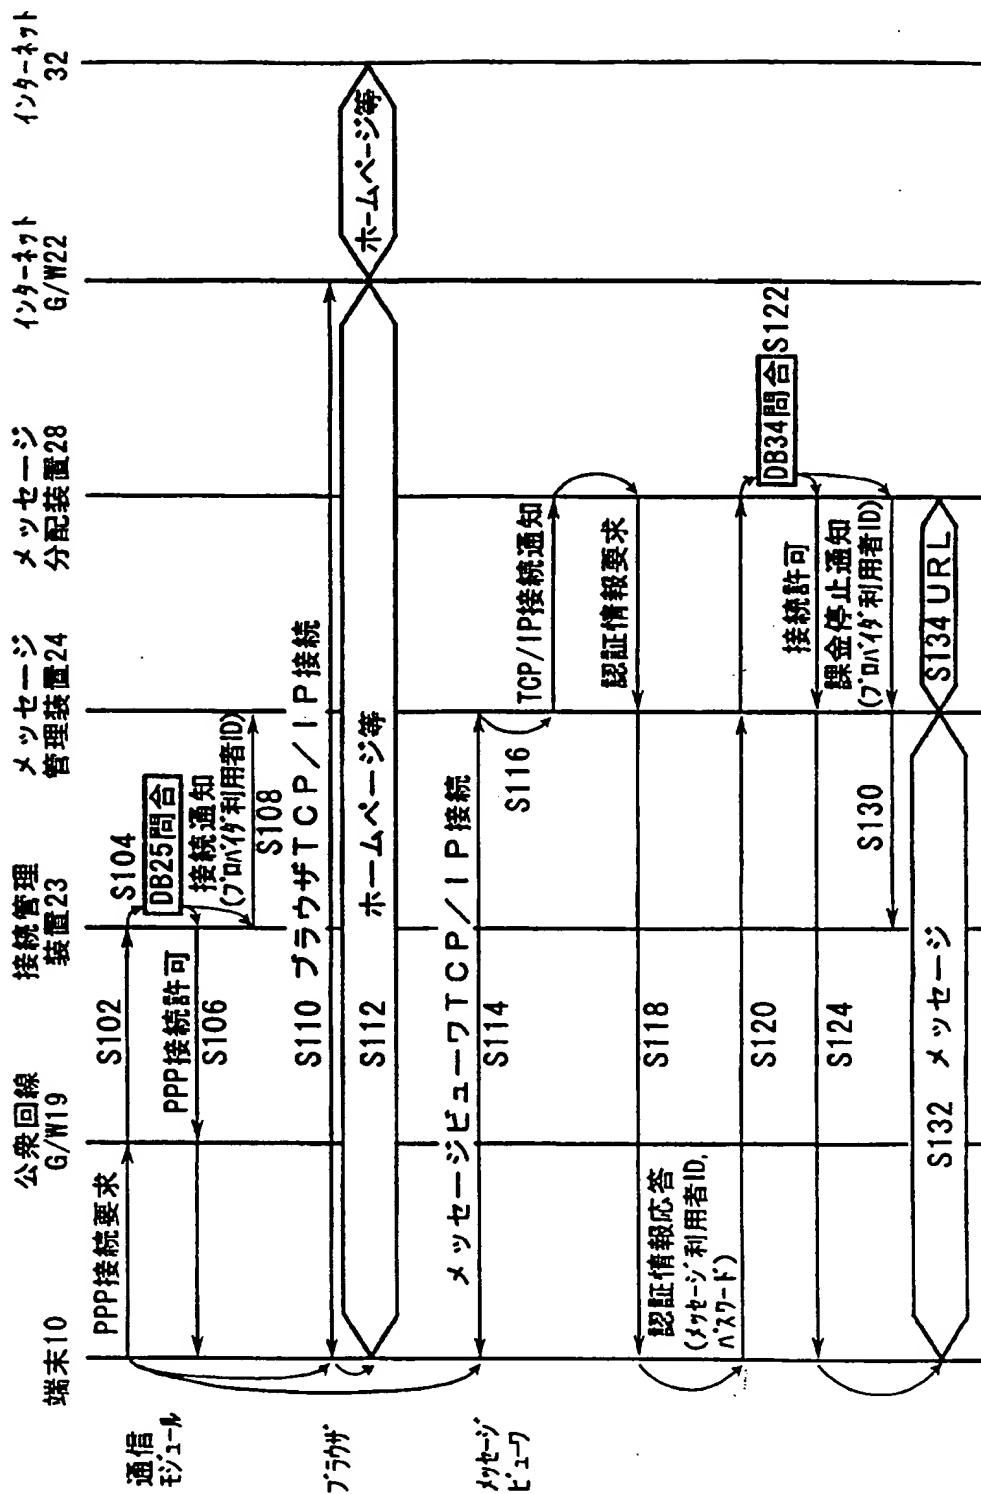 端末10
公衆回線
G/W19
接続管理
装置23
メッセージ
管理装置24
メッセージ
分配装置28
インターネット
G/W22
インターネット
32
通信
モジュール
PPP接続要求
S102
S104
DB25問合
PPP接続許可
S106
接続通知
(プロバイダ利用者ID)
S108
ブラウザ
S110 ブラウザTCP/IP接続
S112
ホームページ等
ホームページ等
メッセージ
ビューワ
メッセージビューワTCP/IP接続
S114
S116
TCP/IP接続通知
認証情報要求
S118
認証情報応答
(メッセージ利用者ID,
パスワード)
S120
DB34問合
S122
接続許可
S124
課金停止通知
(プロバイダ利用者ID)
S130
S132 メッセージ
S134 URL